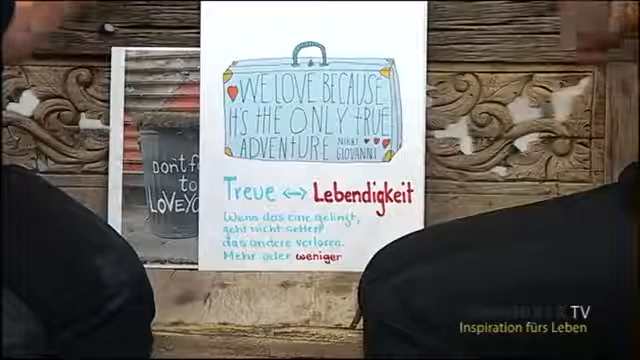 WE LOVE BECAUSE
IT'S THE ONLY TRUE
ADVENTURE NIKKI
GIOVANNI
DON'T
to
LOVE YO
Treue ↔ Lebendigkeit
Wenn das eine gelingt,
geht nicht selten
das andere verloren.
Mehr oder weniger
TV
Inspiration fürs Leben